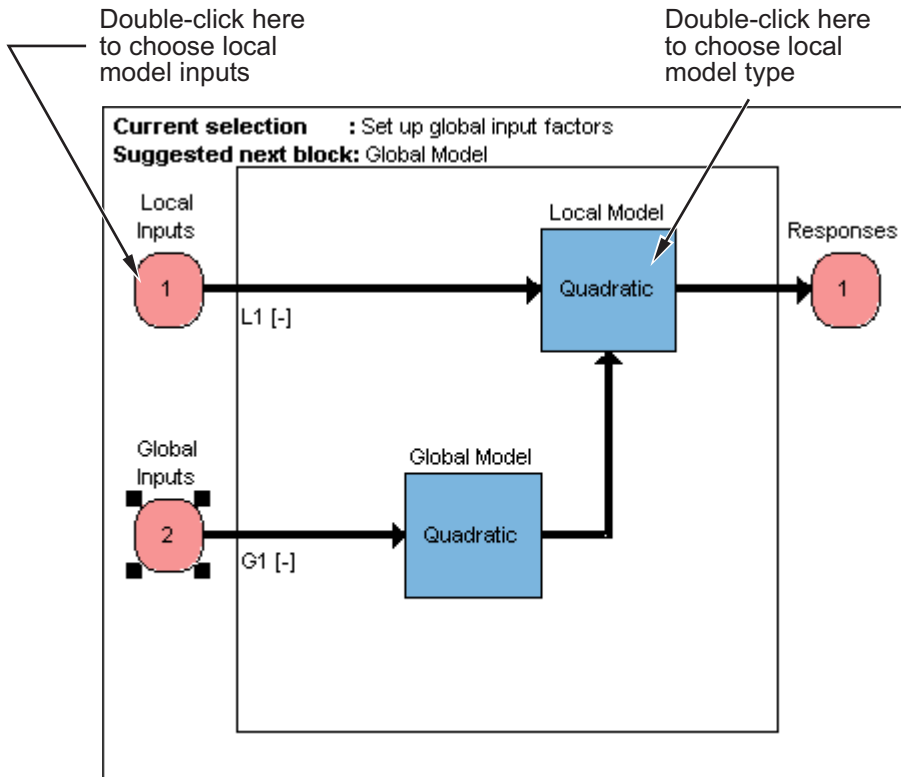 Double-click here
to choose local
model inputs
Double-click here
to choose local
model type
Current selection : Set up global input factors
Suggested next block: Global Model
Local
Inputs
Local Model
Responses
1
Quadratic
1
L1 [-]
Global
Inputs
Global Model
2
Quadratic
G1 [-]